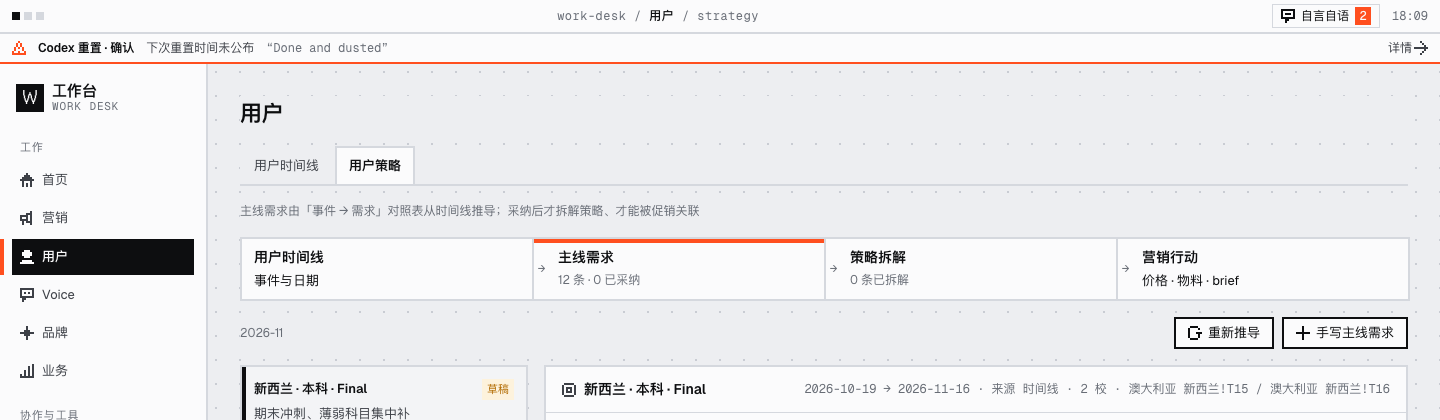 work-desk / 用户 / strategy
自言自语 2
18:09
Codex 重置·确认 下次重置时间未公布 “Done and dusted”
详情
W 工作台
WORK DESK
工作
首页
营销
用户
Voice
品牌
业务
协作与工具
用户
用户时间线 用户策略
主线需求由「事件 → 需求」对照表从时间线推导；采纳后才拆解策略、才能被促销关联
用户时间线
事件与日期
→ 主线需求
12 条·0 已采纳
→ 策略拆解
0 条已拆解
→ 营销行动
价格·物料·brief
2026-11
重新推导
手写主线需求
新西兰·本科·Final 草稿
期末冲刺、薄弱科目集中补
新西兰·本科·Final
2026-10-19 → 2026-11-16 · 来源 时间线 · 2 校 · 澳大利亚 新西兰!T15 / 澳大利亚 新西兰!T16